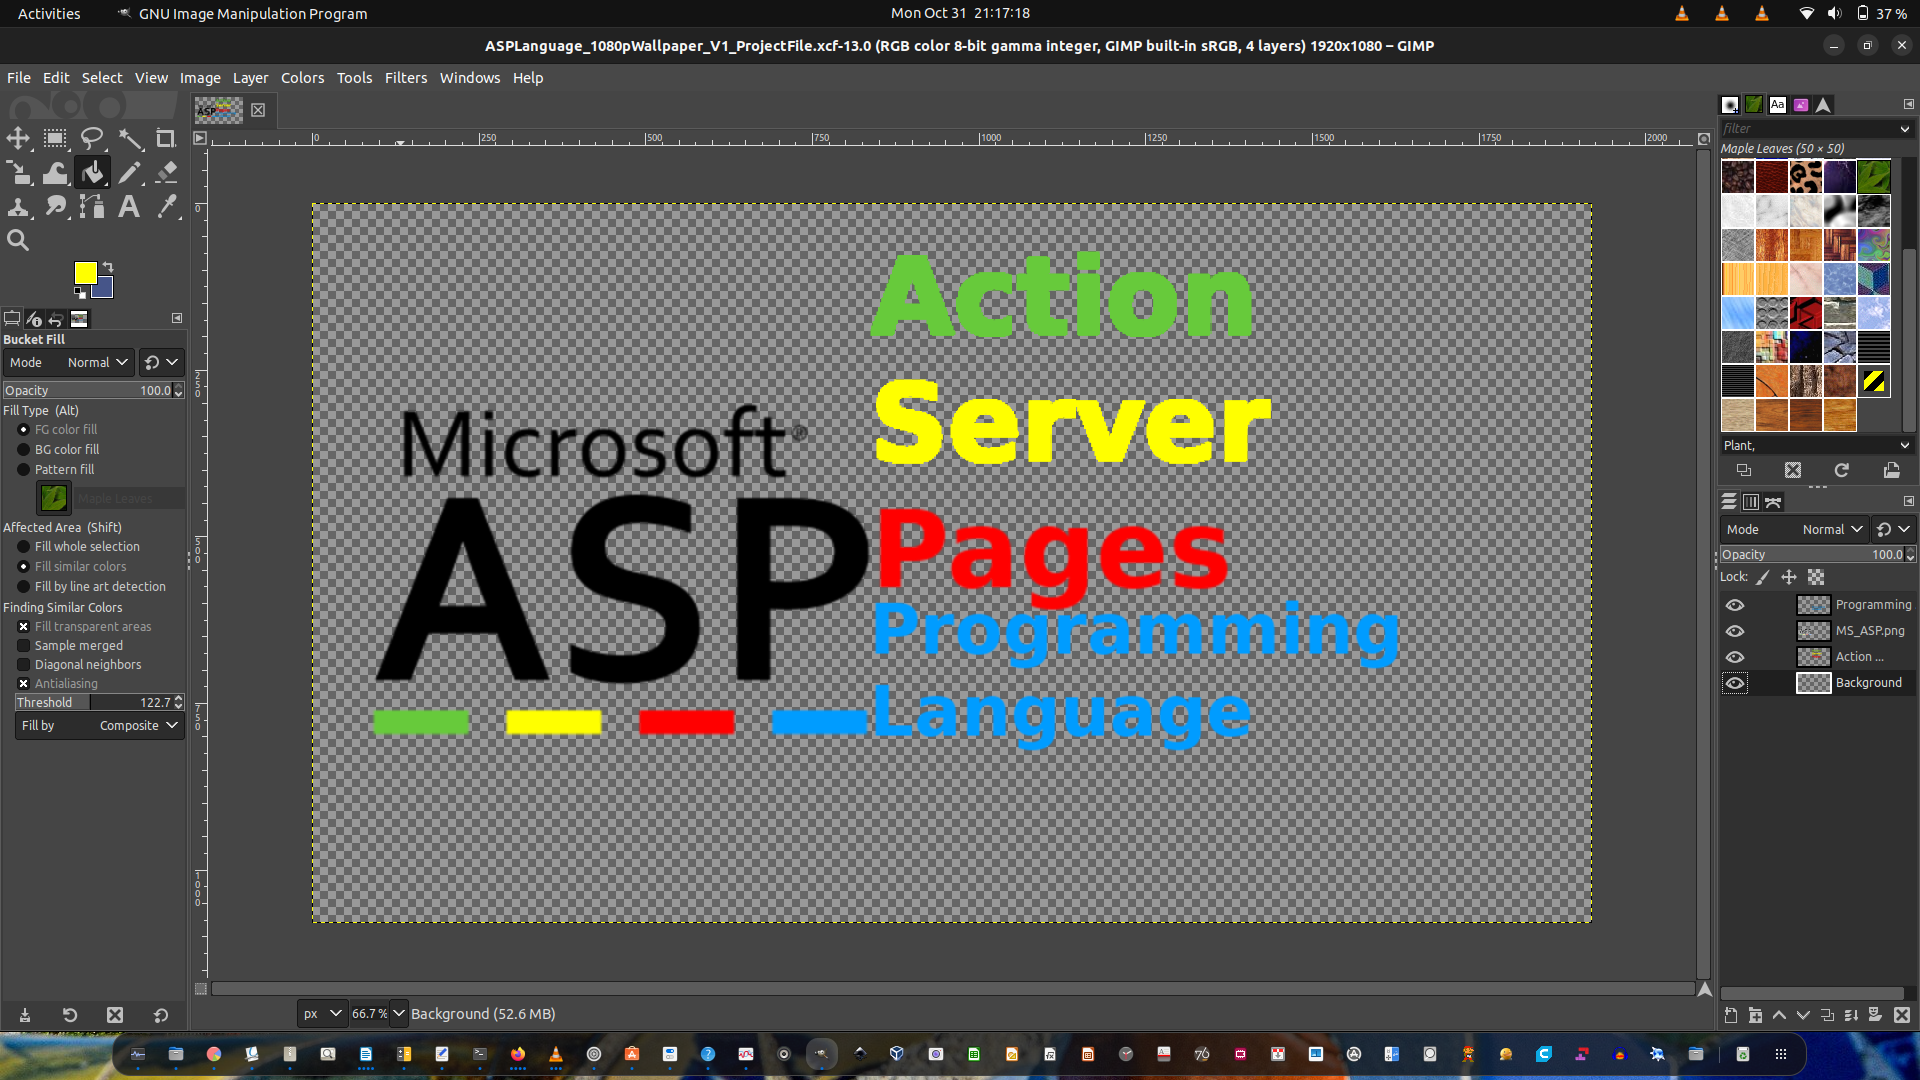 Activities
GNU Image Manipulation Program
Mon Oct 31 21:17:18
37 %
ASPLanguage_1080pWallpaper_V1_ProjectFile.xcf-13.0 (RGB color 8-bit gamma integer, GIMP built-in sRGB, 4 layers) 1920x1080 – GIMP
File Edit Select View Image Layer Colors Tools Filters Windows Help
0 250 500 750 1000 1250 1500 1750 2000
0
250
500
750
1000
Bucket Fill
Mode Normal
Opacity 100.0
Fill Type (Alt)
FG color fill
BG color fill
Pattern fill
Maple Leaves
Affected Area (Shift)
Fill whole selection
Fill similar colors
Fill by line art detection
Finding Similar Colors
Fill transparent areas
Sample merged
Diagonal neighbors
Antialiasing
Threshold 122.7
Fill by Composite
Microsoft®
ASP
Action
Server
Pages
Programming
Language
px 66.7 % Background (52.6 MB)
Aa
filter
Maple Leaves (50 × 50)
Plant,
Mode Normal
Opacity 100.0
Lock:
Programming
MS_ASP.png
Action ...
Background